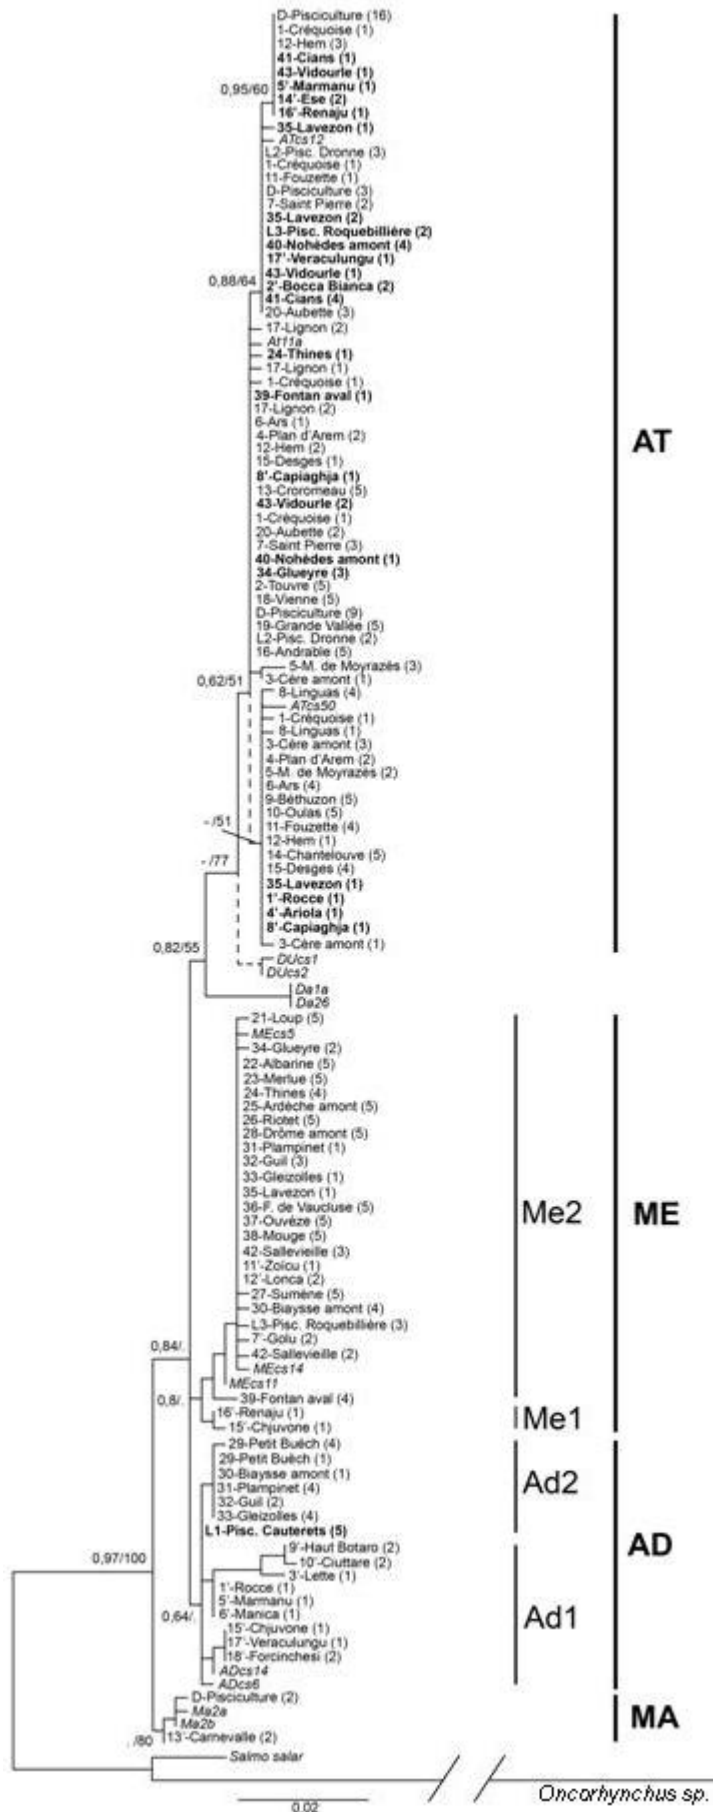 D-Pisciculture (16)
1-Créquoise (1)
12-Hem (3)
41-Cians (1)
43-Vidourle (1)
5'-Marmanu (1)
0,95/60
14'-Ese (2)
16'-Renaju (1)
35-Lavezon (1)
ATcs12
L2-Pisc. Dronne (3)
1-Créquoise (1)
11-Fouzette (1)
D-Pisciculture (3)
7-Saint Pierre (2)
35-Lavezon (2)
L3-Pisc. Roquebillière (2)
40-Nohèdes amont (4)
17'-Veraculungu (1)
43-Vidourle (1)
0,88/64
2'-Bocca Bianca (2)
41-Cians (4)
20-Aubette (3)
17-Lignon (2)
At11a
24-Thines (1)
17-Lignon (1)
1-Créquoise (1)
39-Fontan aval (1)
17-Lignon (2)
6-Ars (1)
4-Plan d'Arem (2)
AT
12-Hem (2)
15-Desges (1)
8'-Capiaghja (1)
13-Croromeau (5)
43-Vidourle (2)
1-Créquoise (1)
20-Aubette (2)
7-Saint Pierre (3)
40-Nohèdes amont (1)
34-Glueyre (3)
2-Touvre (5)
18-Vienne (5)
D-Pisciculture (9)
19-Grande Vallée (5)
L2-Pisc. Dronne (2)
16-Andrable (5)
5-M. de Moyrazès (3)
0,62/51
3-Cère amont (1)
8-Linguas (4)
ATcs50
1-Créquoise (1)
8-Linguas (1)
3-Cère amont (3)
4-Plan d'Arem (2)
5-M. de Moyrazès (2)
6-Ars (4)
9-Béthuzon (5)
10-Oulas (5)
- /51
11-Fouzette (4)
12-Hem (1)
14-Chantelouve (5)
- /77
15-Desges (4)
35-Lavezon (1)
1'-Rocce (1)
4'-Ariola (1)
8'-Capiaghja (1)
0,82/55
3-Cère amont (1)
DUcs1
DUcs2
Da1a
Da26
21-Loup (5)
MEcs5
34-Glueyre (2)
22-Albarine (5)
23-Merlue (5)
24-Thines (4)
25-Ardèche amont (5)
26-Riotet (5)
28-Drôme amont (5)
31-Plampinet (1)
32-Guil (3)
33-Gleizolles (1)
35-Lavezon (1)
36-F. de Vaucluse (5)
Me2
ME
37-Ouvèze (5)
38-Mouge (5)
42-Sallevieille (3)
11'-Zoïcu (1)
12'-Lonca (2)
27-Sumène (5)
30-Biaysse amont (4)
L3-Pisc. Roquebillière (3)
7'-Golu (2)
0,84/.
42-Sallevieille (2)
MEcs14
MEcs11
0,8/.
39-Fontan aval (4)
16'-Renaju (1)
Me1
15'-Chjuvone (1)
29-Petit Buëch (4)
29-Petit Buëch (1)
30-Biaysse amont (1)
Ad2
31-Plampinet (4)
32-Guil (2)
33-Gleizolles (4)
L1-Pisc. Cauterets (5)
AD
9'-Haut Botaro (2)
0,97/100
10'-Ciuttare (2)
3'-Lette (1)
1'-Rocce (1)
5'-Marmanu (1)
0,64/.
6'-Manica (1)
Ad1
15'-Chjuvone (1)
17'-Veraculungu (1)
18'-Forcinchesi (2)
ADcs14
ADcs6
D-Pisciculture (2)
Ma2a
MA
Ma2b
. /80
13'-Carnevalle (2)
Salmo salar
Oncorhynchus sp.
0.02